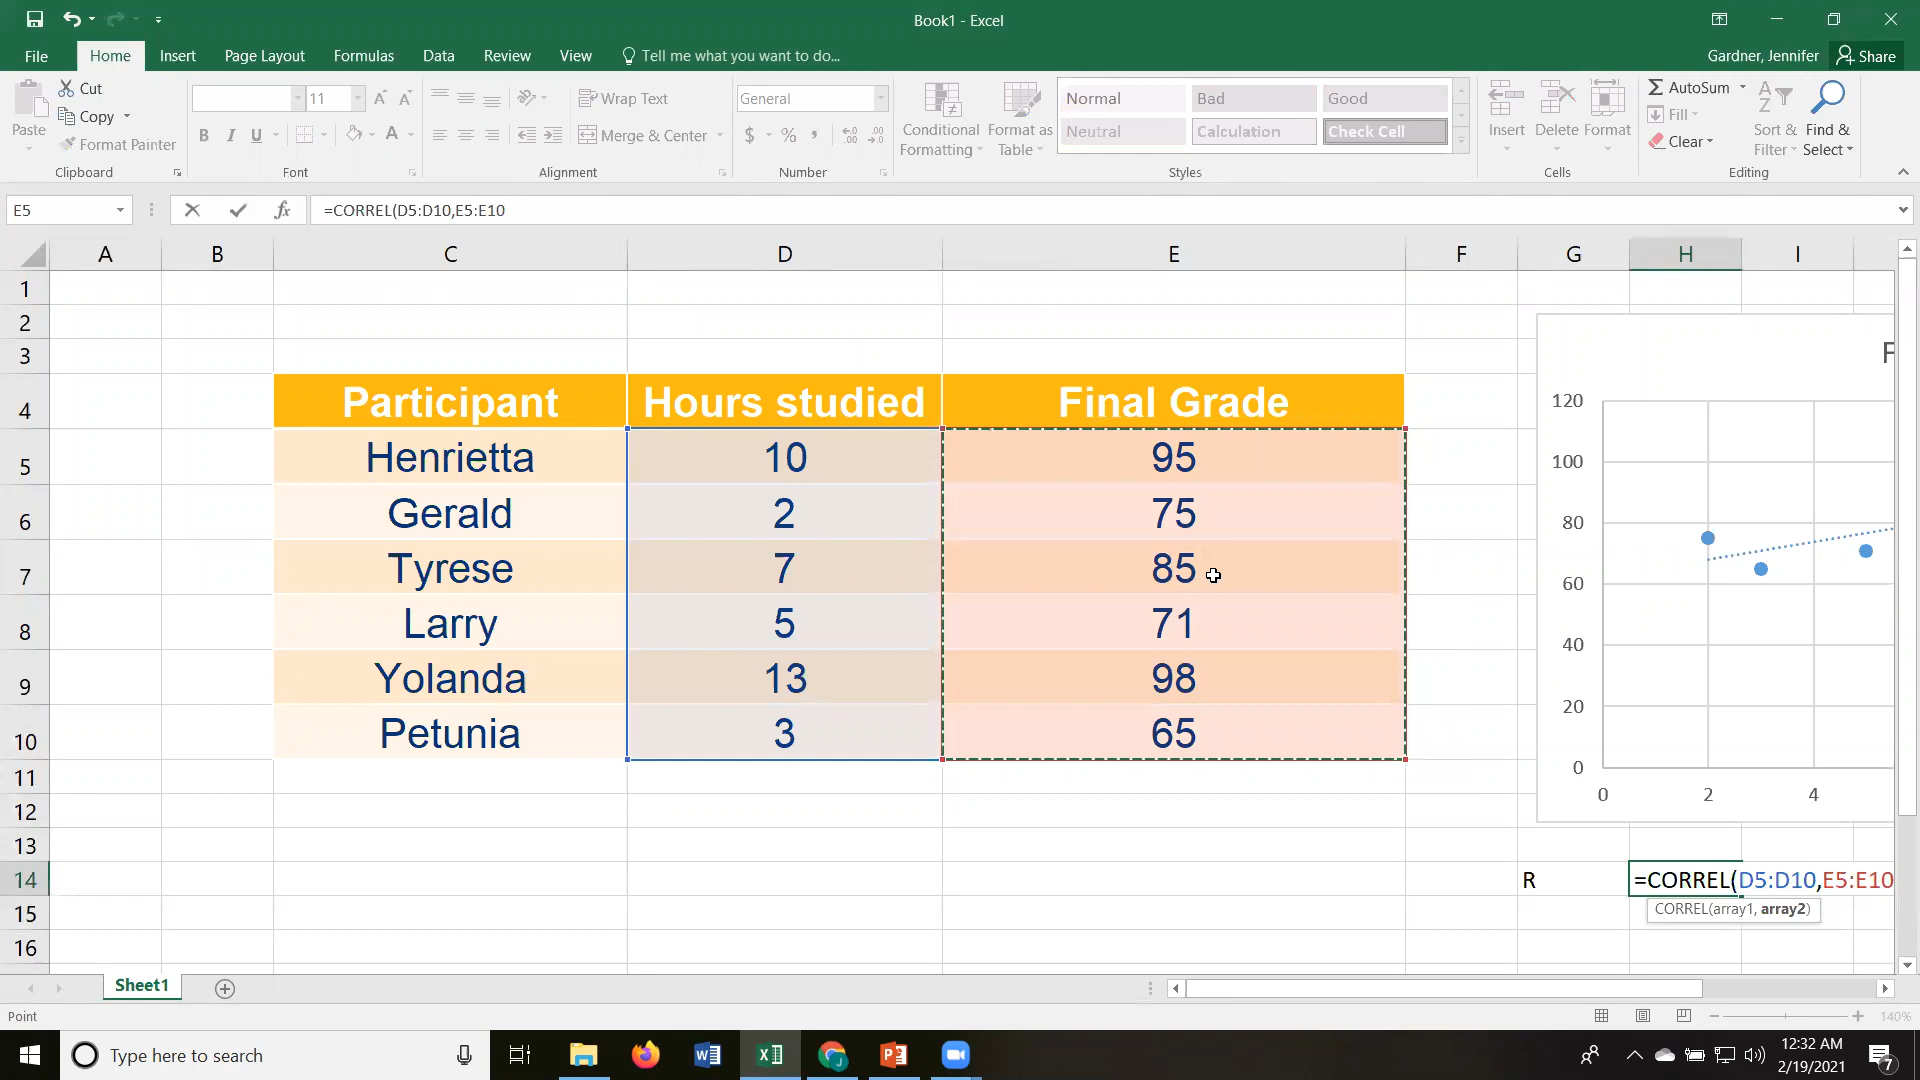 Book1 - Excel
File Home Insert Page Layout Formulas Data Review View Tell me what you want to do... Gardner, Jennifer Share
Paste
Cut
Copy
Format Painter
Clipboard
11
B I U
Font
Wrap Text
Merge & Center
Alignment
General
$ % ,
Number
Conditional Formatting
Format as Table
Normal Bad Good
Neutral Calculation Check Cell
Styles
Insert Delete Format
Cells
AutoSum
Fill
Clear
Sort & Filter
Find & Select
Editing
E5 fx =CORREL(D5:D10,E5:E10
A B C D E F G H I
1
2
3
4 Participant Hours studied Final Grade
5 Henrietta 10 95
6 Gerald 2 75
7 Tyrese 7 85
8 Larry 5 71
9 Yolanda 13 98
10 Petunia 3 65
11
12
13
14 R =CORREL(D5:D10,E5:E10
CORREL(array1, array2)
15
16
F
120
100
80
60
40
20
0
0 2 4
Sheet1
Point 140%
Type here to search
12:32 AM
2/19/2021
7